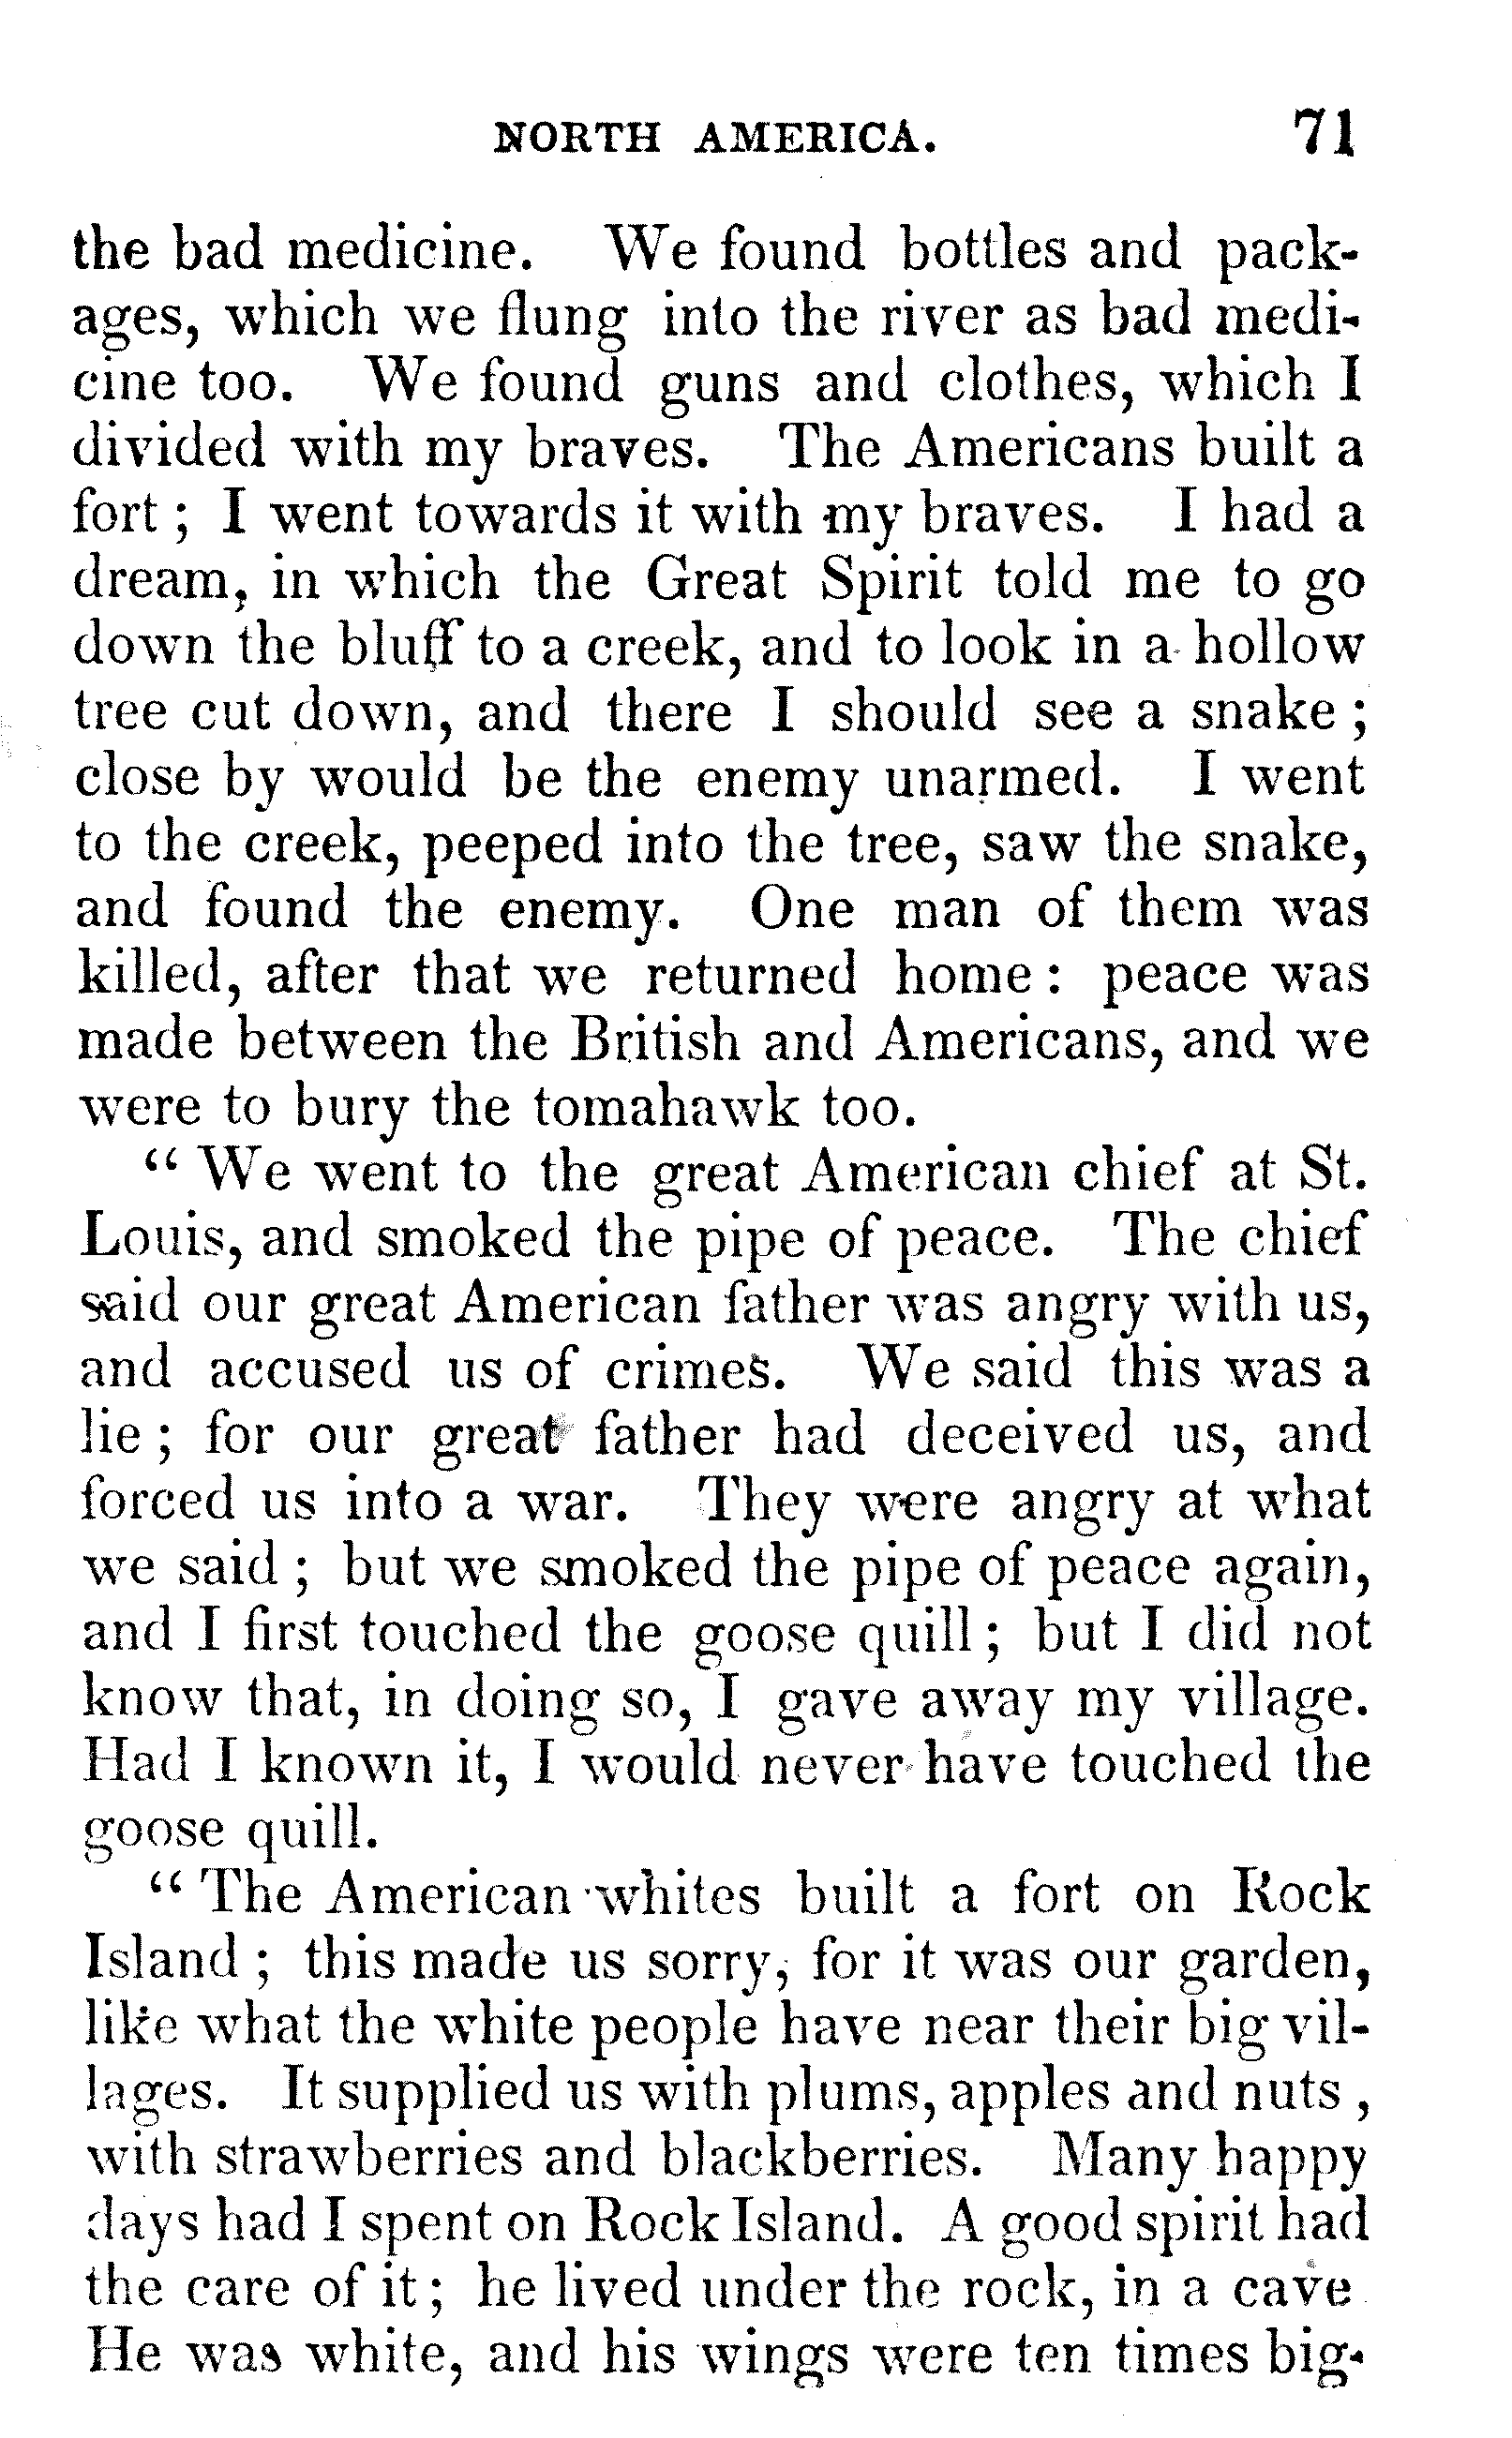 NORTH AMERICA. 71
the bad medicine. We found bottles and pack-
ages, which we flung into the river as bad medi-
cine too. We found guns and clothes, which I
divided with my braves. The Americans built a
fort ; I went towards it with my braves. I had a
dream, in which the Great Spirit told me to go
down the bluff to a creek, and to look in a hollow
tree cut down, and there I should see a snake ;
close by would be the enemy unarmed. I went
to the creek, peeped into the tree, saw the snake,
and found the enemy. One man of them was
killed, after that we returned home : peace was
made between the British and Americans, and we
were to bury the tomahawk too.
“ We went to the great American chief at St.
Louis, and smoked the pipe of peace. The chief
said our great American father was angry with us,
and accused us of crimes. We said this was a
lie ; for our great father had deceived us, and
forced us into a war. They were angry at what
we said ; but we smoked the pipe of peace again,
and I first touched the goose quill ; but I did not
know that, in doing so, I gave away my village.
Had I known it, I would never have touched the
goose quill.
“ The American whites built a fort on Rock
Island ; this made us sorry, for it was our garden,
like what the white people have near their big vil-
lages. It supplied us with plums, apples and nuts ,
with strawberries and blackberries. Many happy
days had I spent on Rock Island. A good spirit had
the care of it ; he lived under the rock, in a cave
He was white, and his wings were ten times big-